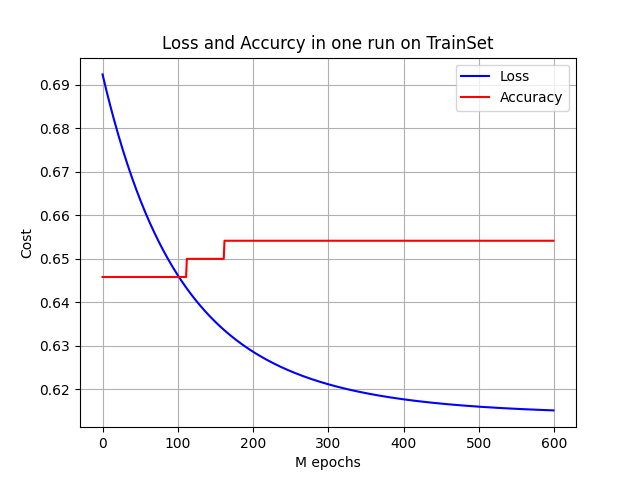 Loss and Accurcy in one run on TrainSet
Loss
Accuracy
Cost
0.69
0.68
0.67
0.66
0.65
0.64
0.63
0.62
0 100 200 300 400 500 600
M epochs